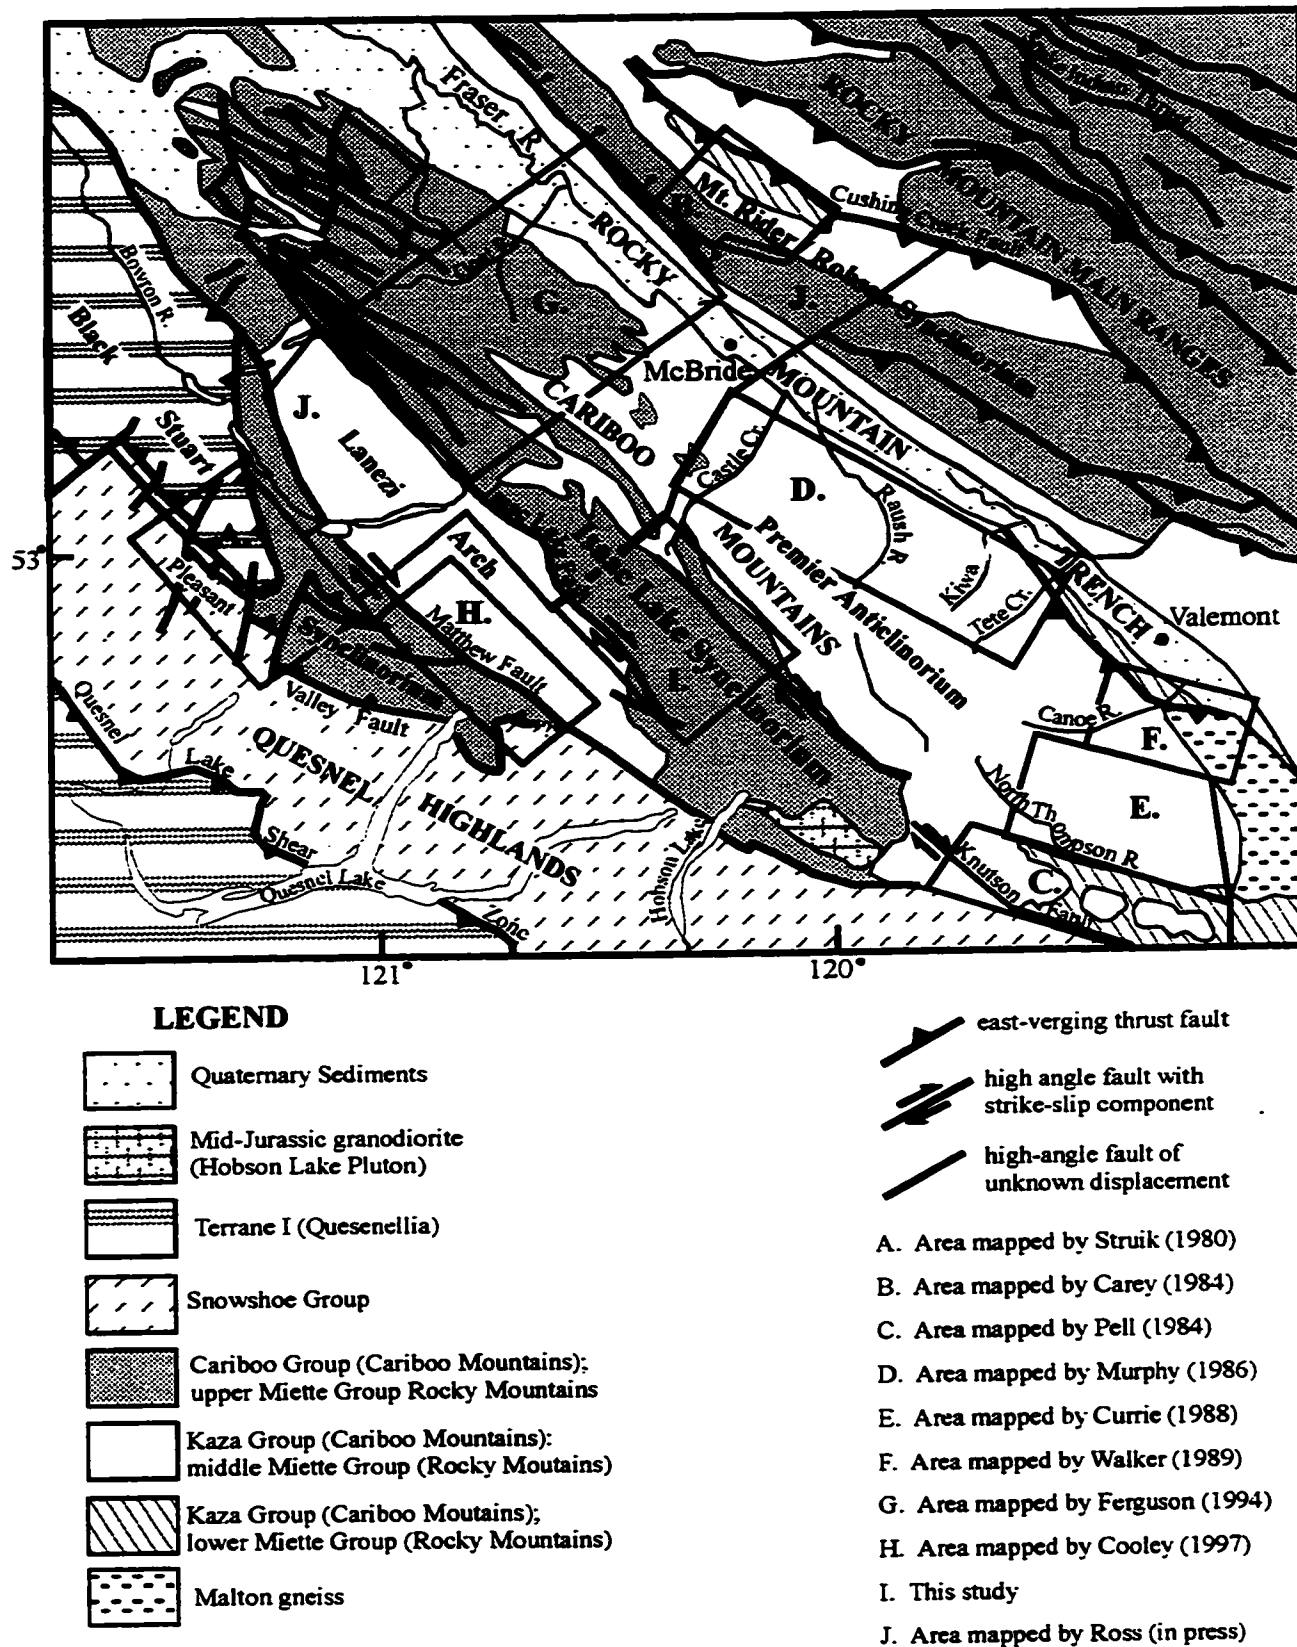 Fraser R.
ROCKY
MOUNTAIN
MAIN RANGES
Cushing
Creek Fault
Mt. Rider
Robson Synclinorium
ROCKY
MOUNTAIN
TRENCH
Bowron R.
Black
Stuart
G.
J.
J.
McBride
CARIBOO
MOUNTAINS
Lanezi
Arch
Castle Cr.
D.
Raush R.
Premier Anticlinorium
Kiwa
Tete Cr.
Valemont
53°
Pleasant
Synclinorium
Valley Fault
H.
Matthew Fault
Isaac Lake Synclinorium
I.
Canoe R.
F.
E.
North Thompson R
Knutson
Fault
C.
Quesnel
Lake
Shear
Zone
QUESNEL
HIGHLANDS
Quesnel Lake
Hobson Lake
121°
120°
LEGEND
Quaternary Sediments
Mid-Jurassic granodiorite
(Hobson Lake Pluton)
Terrane I (Quesenellia)
Snowshoe Group
Cariboo Group (Cariboo Mountains);
upper Miette Group Rocky Mountains
Kaza Group (Cariboo Mountains):
middle Miette Group (Rocky Moutains)
Kaza Group (Cariboo Moutains);
lower Miette Group (Rocky Mountains)
Malton gneiss
east-verging thrust fault
high angle fault with
strike-slip component
high-angle fault of
unknown displacement
A. Area mapped by Struik (1980)
B. Area mapped by Carey (1984)
C. Area mapped by Pell (1984)
D. Area mapped by Murphy (1986)
E. Area mapped by Currie (1988)
F. Area mapped by Walker (1989)
G. Area mapped by Ferguson (1994)
H. Area mapped by Cooley (1997)
I. This study
J. Area mapped by Ross (in press)